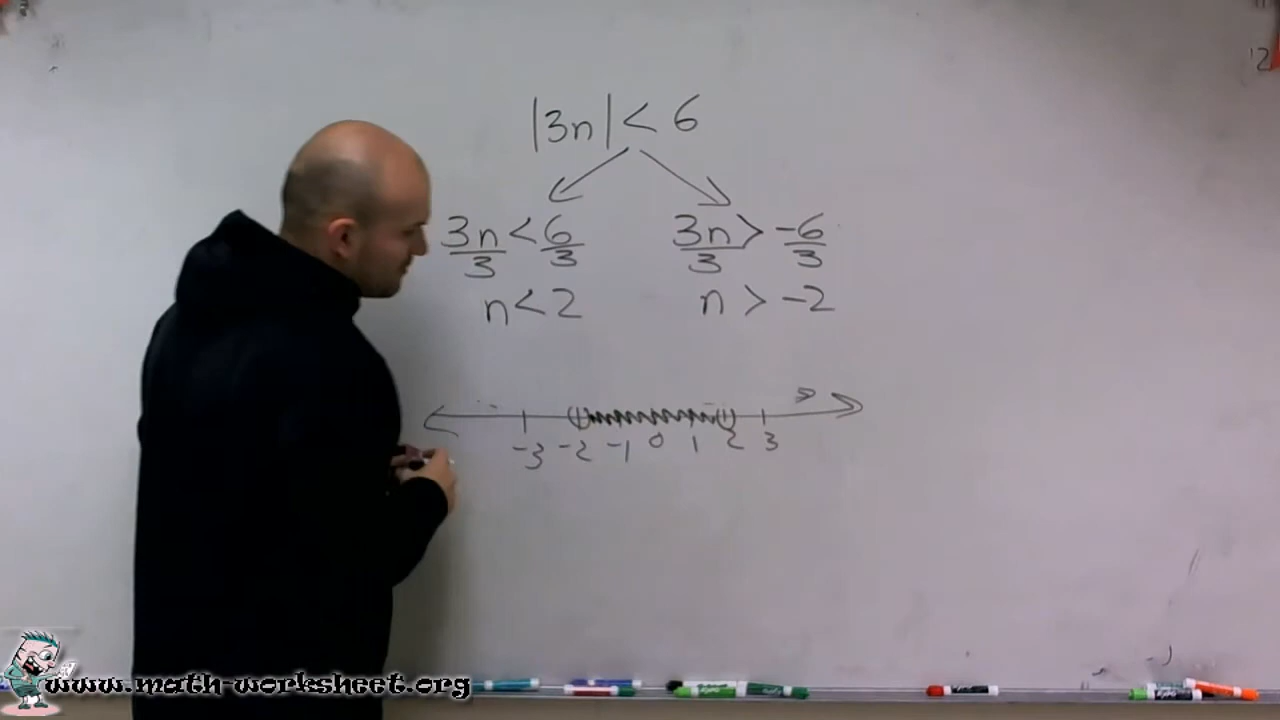 |3n| < 6
3n < 6 3n > -6
3 3 3 3
n < 2 n > -2
-3 -2 -1 0 1 2 3
12
www.math-worksheet.org